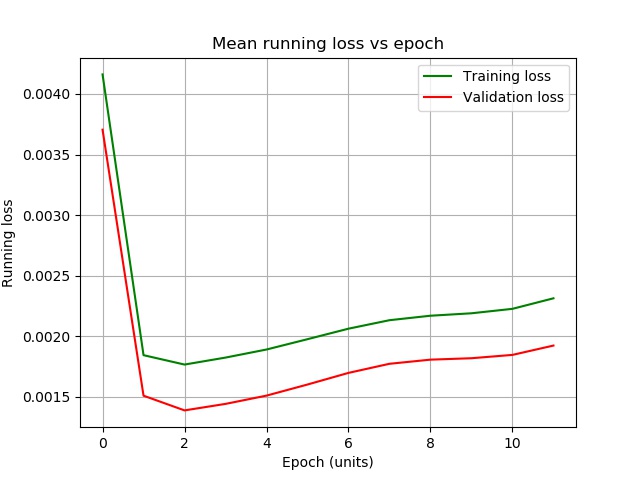 Mean running loss vs epoch
Training loss
Validation loss
0.0040
0.0035
0.0030
0.0025
0.0020
0.0015
Running loss
0 2 4 6 8 10
Epoch (units)